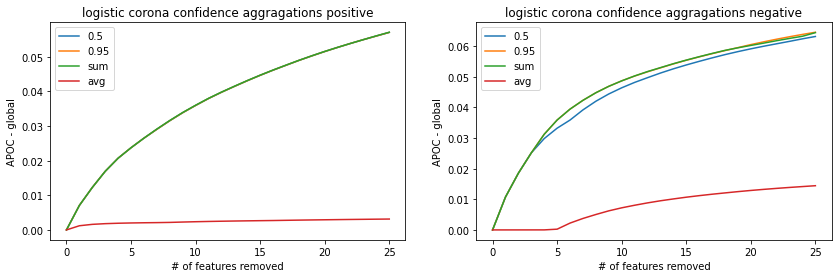 logistic corona confidence aggragations positive
0.5
0.95
sum
avg
0.05
0.04
0.03
0.02
0.01
0.00
APOC - global
0 5 10 15 20 25
# of features removed
logistic corona confidence aggragations negative
0.5
0.95
sum
avg
0.06
0.05
0.04
0.03
0.02
0.01
0.00
APOC - global
0 5 10 15 20 25
# of features removed